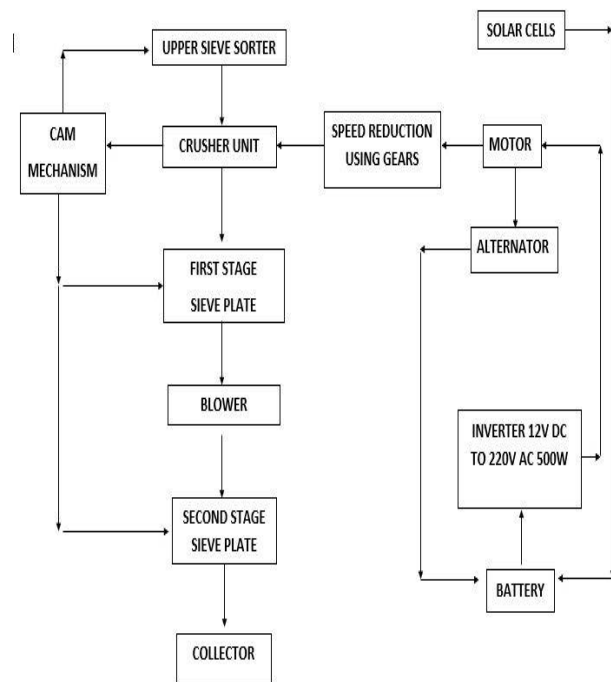 UPPER SIEVE SORTER
SOLAR CELLS
CAM
MECHANISM
CRUSHER UNIT
SPEED REDUCTION
USING GEARS
MOTOR
ALTERNATOR
FIRST STAGE
SIEVE PLATE
BLOWER
INVERTER 12V DC
TO 220V AC 500W
SECOND STAGE
SIEVE PLATE
BATTERY
COLLECTOR